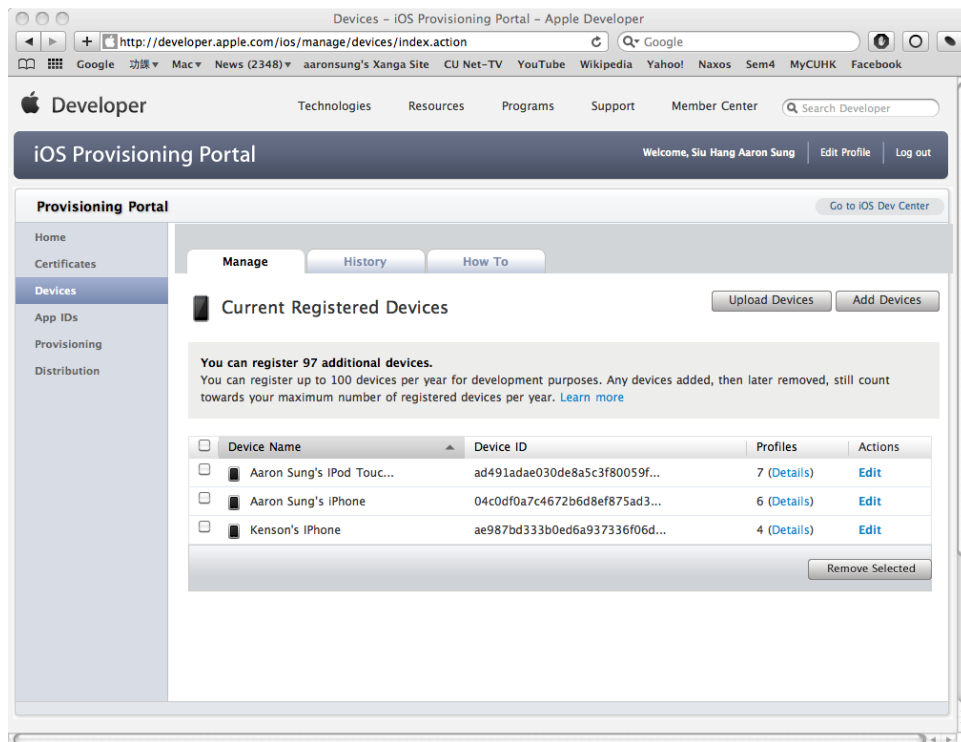 Devices – iOS Provisioning Portal – Apple Developer
http://developer.apple.com/ios/manage/devices/index.action
Google
Google 功課 Mac News (2348) aaronsung's Xanga Site CU Net-TV YouTube Wikipedia Yahoo! Naxos Sem4 MyCUHK Facebook
Developer Technologies Resources Programs Support Member Center Search Developer
iOS Provisioning Portal Welcome, Siu Hang Aaron Sung Edit Profile Log out
Provisioning Portal Go to iOS Dev Center
Home
Certificates
Devices
App IDs
Provisioning
Distribution
Manage History How To
Current Registered Devices Upload Devices Add Devices
You can register 97 additional devices.
You can register up to 100 devices per year for development purposes. Any devices added, then later removed, still count
towards your maximum number of registered devices per year. Learn more
Device Name Device ID Profiles Actions
Aaron Sung's IPod Touc... ad491adae030de8a5c3f80059f... 7 (Details) Edit
Aaron Sung's iPhone 04c0df0a7c4672b6d8ef875ad3... 6 (Details) Edit
Kenson's IPhone ae987bd333b0ed6a937336f06d... 4 (Details) Edit
Remove Selected